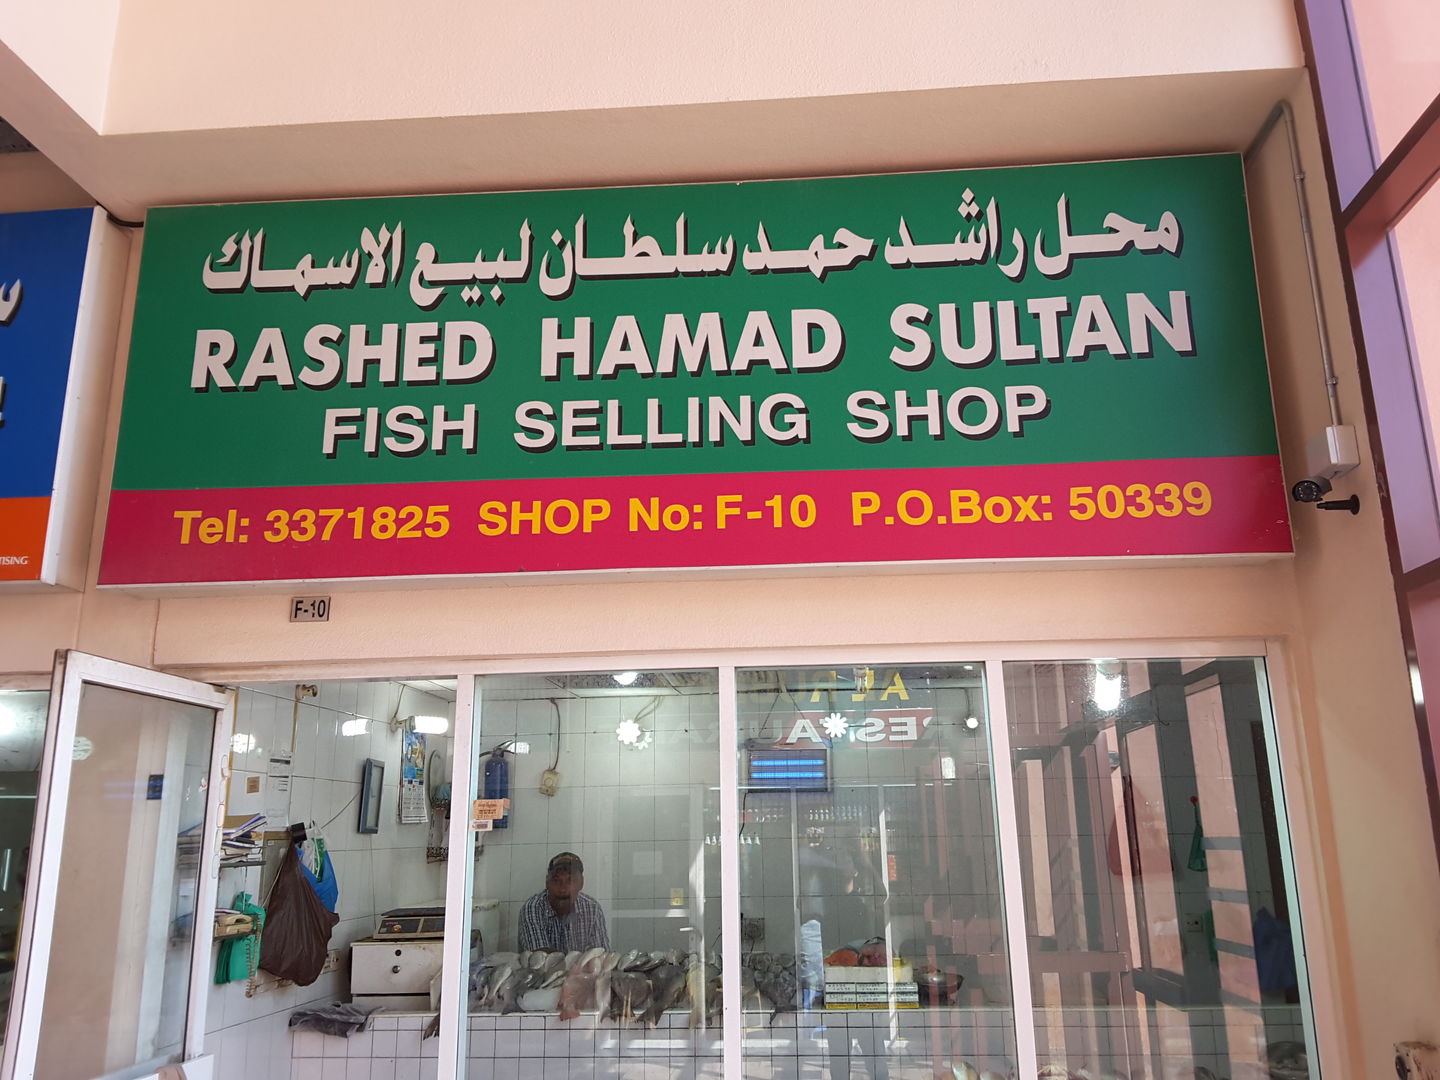 محل راشد حمد سلطان لبيع الاسماك
RASHED HAMAD SULTAN
FISH SELLING SHOP
Tel: 3371825 SHOP No: F-10 P.O.Box: 50339
F-10